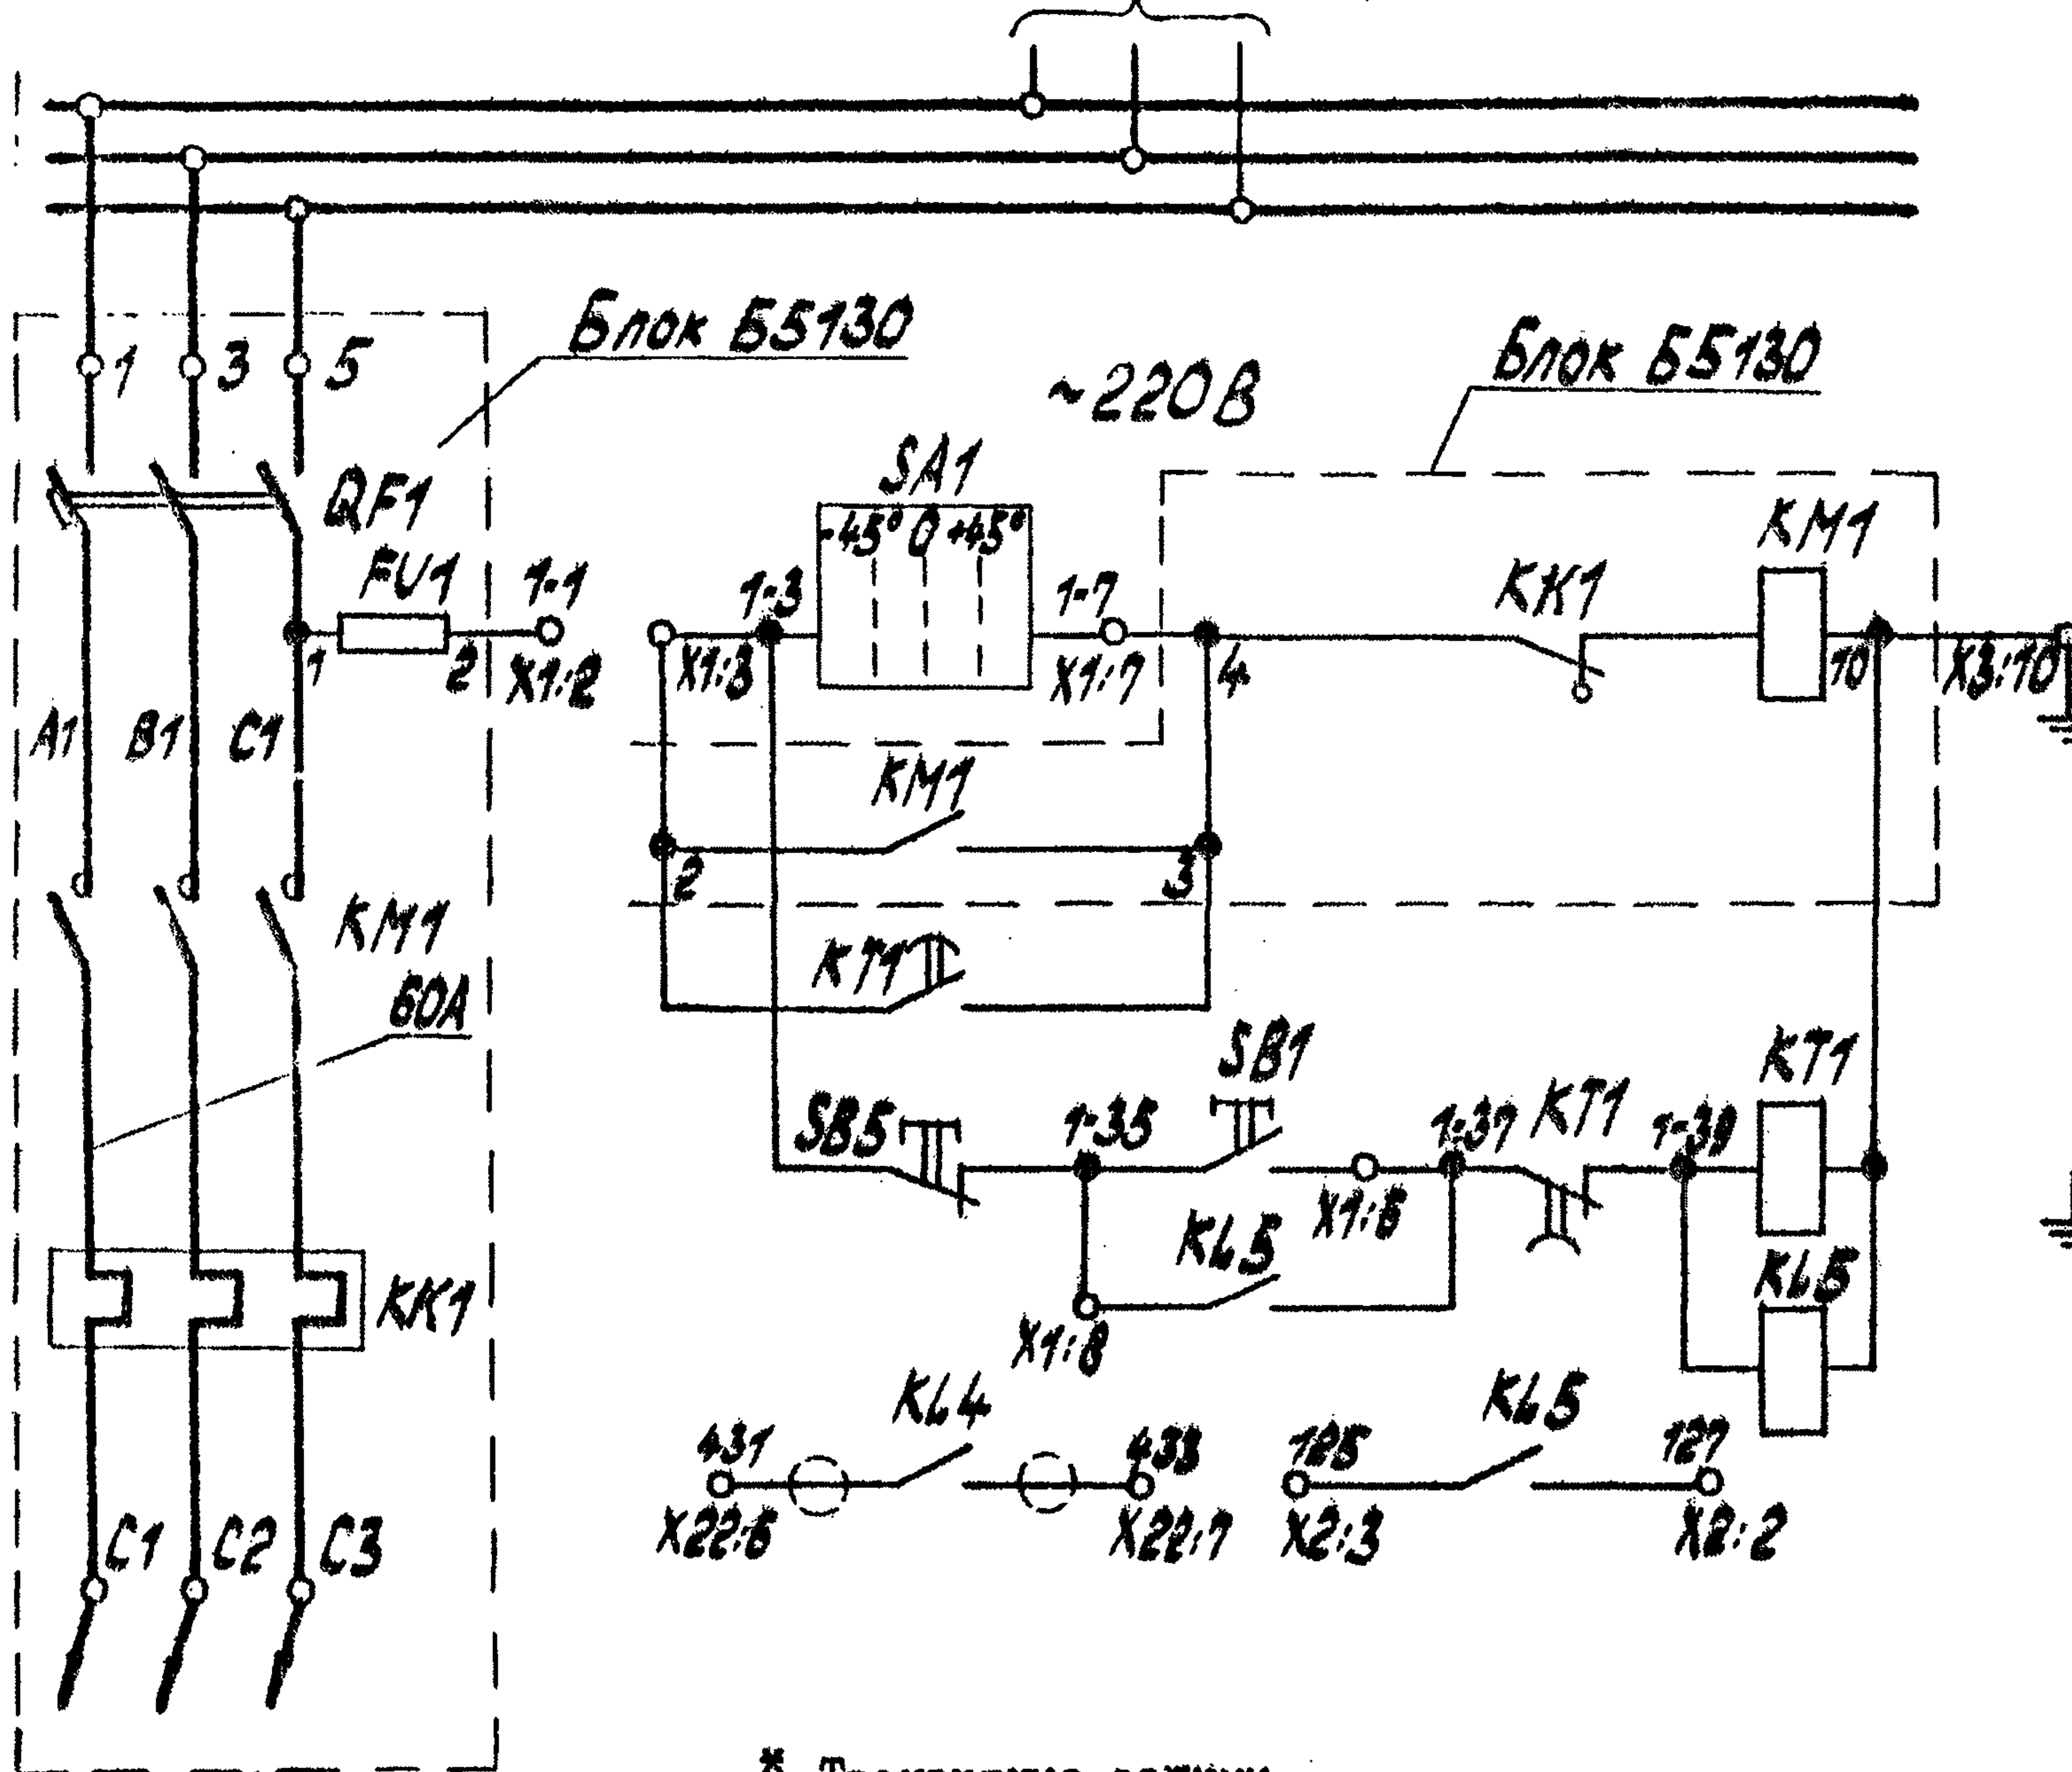 Блок Б5130
Блок Б5130
1 3 5
~220В
SA1
QF1
-45° 0 +45°
KM1
FU1
1-1
1-3
1-7
KK1
1
2
X1:2
X1:3
X1:7
4
10
X3:10
A1 B1 C1
KM1
2
3
KM1
KT1
60А
SB1
KT1
SB5
1-35
1-37
KT1
1-39
X1:6
KL5
KL5
KK1
X1:8
KL4
KL5
431
433
125
127
X22:6
X22:7
X2:3
X2:2
C1 C2 C3
*